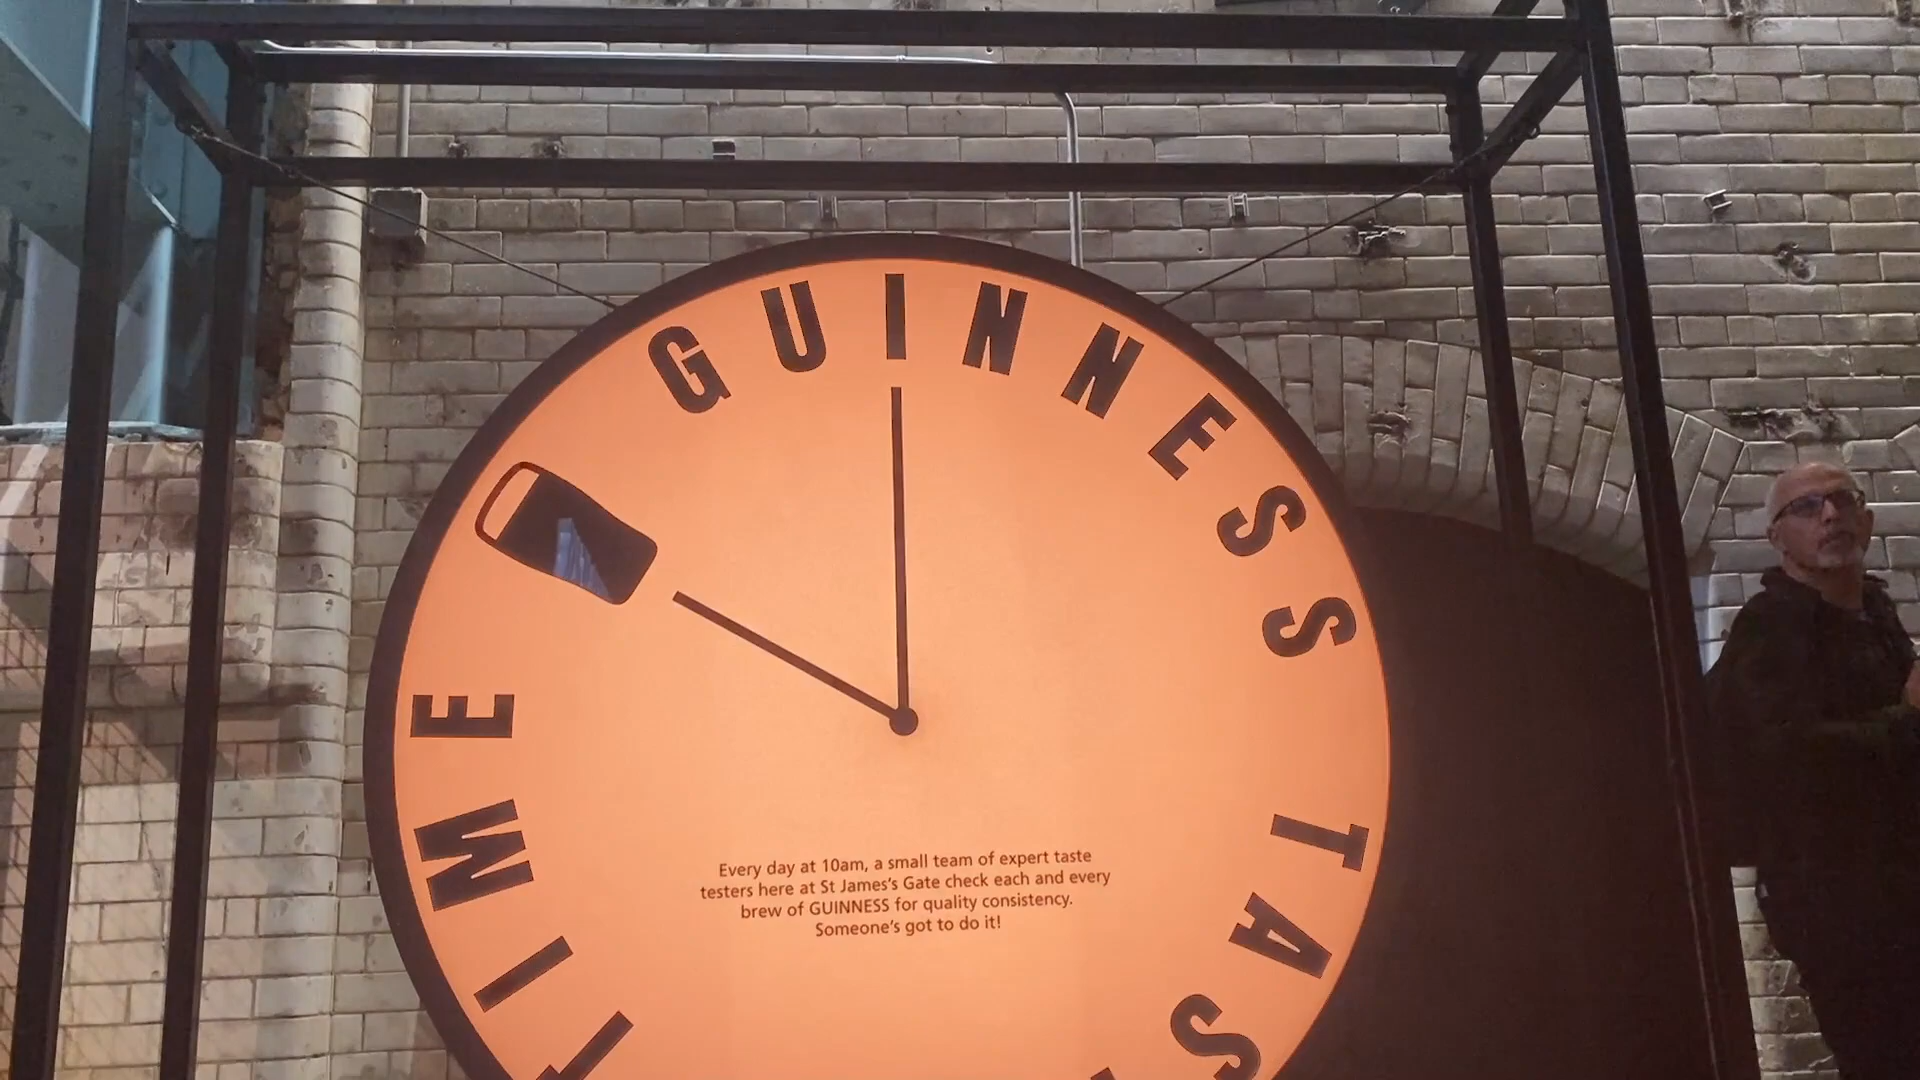 GUINNESS
TAS
TIME
Every day at 10am, a small team of expert taste
testers here at St James's Gate check each and every
brew of GUINNESS for quality consistency.
Someone's got to do it!